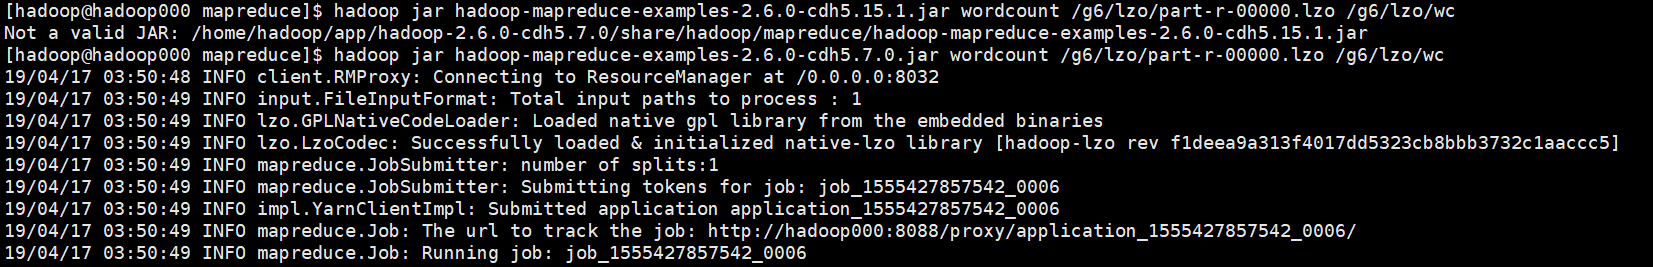 [hadoop@hadoop000 mapreduce]$ hadoop jar hadoop-mapreduce-examples-2.6.0-cdh5.15.1.jar wordcount /g6/lzo/part-r-00000.lzo /g6/lzo/wc
Not a valid JAR: /home/hadoop/app/hadoop-2.6.0-cdh5.7.0/share/hadoop/mapreduce/hadoop-mapreduce-examples-2.6.0-cdh5.15.1.jar
[hadoop@hadoop000 mapreduce]$ hadoop jar hadoop-mapreduce-examples-2.6.0-cdh5.7.0.jar wordcount /g6/lzo/part-r-00000.lzo /g6/lzo/wc
19/04/17 03:50:48 INFO client.RMProxy: Connecting to ResourceManager at /0.0.0.0:8032
19/04/17 03:50:49 INFO input.FileInputFormat: Total input paths to process : 1
19/04/17 03:50:49 INFO lzo.GPLNativeCodeLoader: Loaded native gpl library from the embedded binaries
19/04/17 03:50:49 INFO lzo.LzoCodec: Successfully loaded & initialized native-lzo library [hadoop-lzo rev f1deea9a313f4017dd5323cb8bbb3732c1aaccc5]
19/04/17 03:50:49 INFO mapreduce.JobSubmitter: number of splits:1
19/04/17 03:50:49 INFO mapreduce.JobSubmitter: Submitting tokens for job: job_1555427857542_0006
19/04/17 03:50:49 INFO impl.YarnClientImpl: Submitted application application_1555427857542_0006
19/04/17 03:50:49 INFO mapreduce.Job: The url to track the job: http://hadoop000:8088/proxy/application_1555427857542_0006/
19/04/17 03:50:49 INFO mapreduce.Job: Running job: job_1555427857542_0006